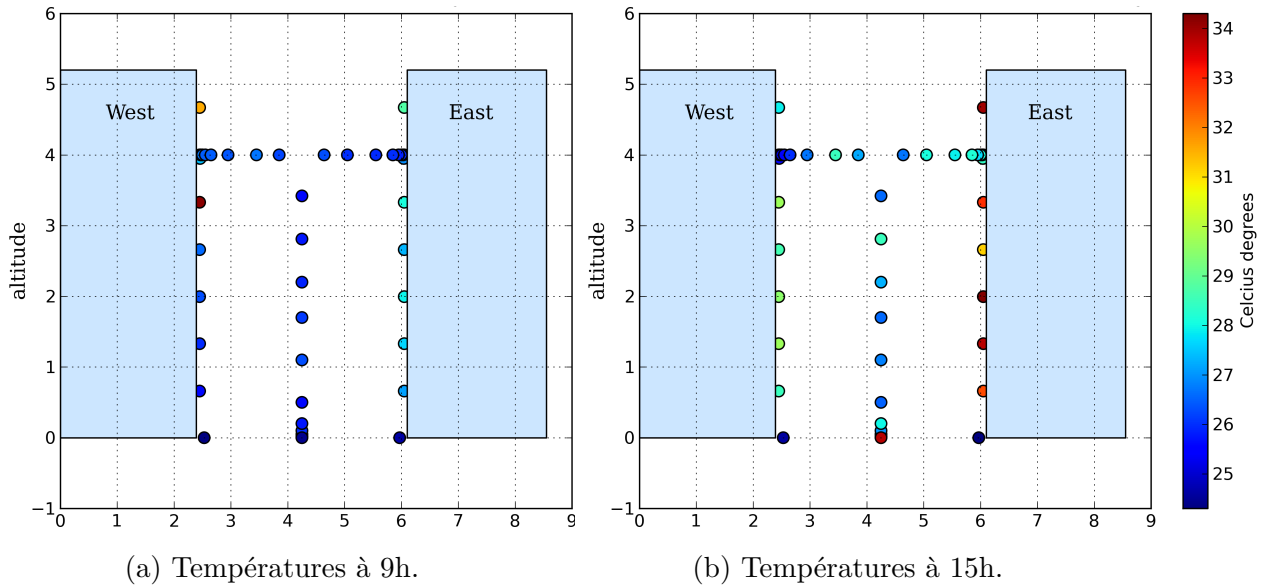 6
5
4
3
2
1
0
−1
altitude
West
East
0 1 2 3 4 5 6 7 8 9
(a) Températures à 9h.
6
5
4
3
2
1
0
−1
altitude
West
East
0 1 2 3 4 5 6 7 8 9
(b) Températures à 15h.
34
33
32
31
30
29
28
27
26
25
Celcius degrees